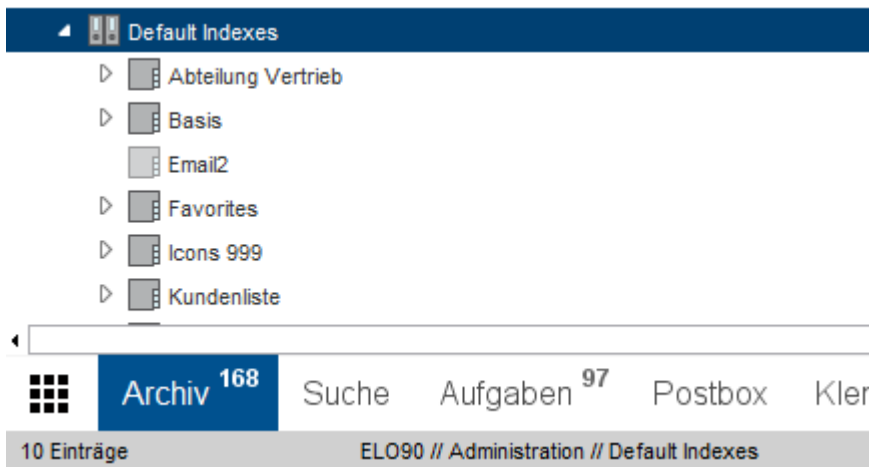 Default Indexes
Abteilung Vertrieb
Basis
Email2
Favorites
Icons 999
Kundenliste
Archiv 168 Suche Aufgaben 97 Postbox Kler
10 Einträge ELO90 // Administration // Default Indexes